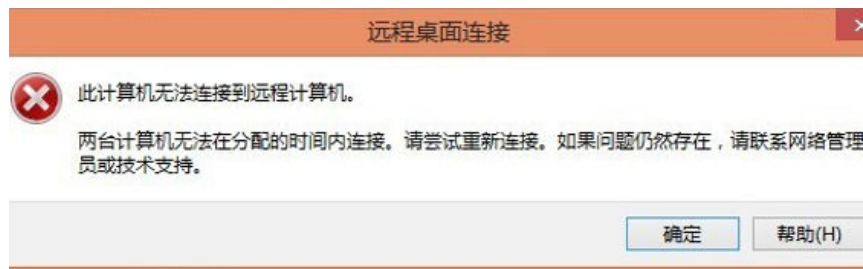 远程桌面连接
此计算机无法连接到远程计算机。
两台计算机无法在分配的时间内连接。请尝试重新连接。如果问题仍然存在，请联系网络管理
员或技术支持。
确定
帮助(H)